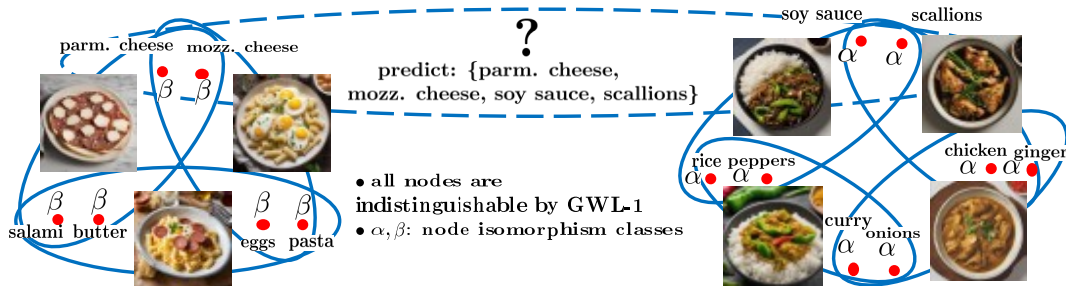 soy sauce scallions
parm. cheese mozz. cheese
?
α α
β β
predict: {parm. cheese,
mozz. cheese, soy sauce, scallions}
chicken ginger
rice peppers
α α
α α
β β
β β
• all nodes are
indistinguishable by GWL-1
• α, β: node isomorphism classes
salami butter
eggs pasta
curry onions
α α